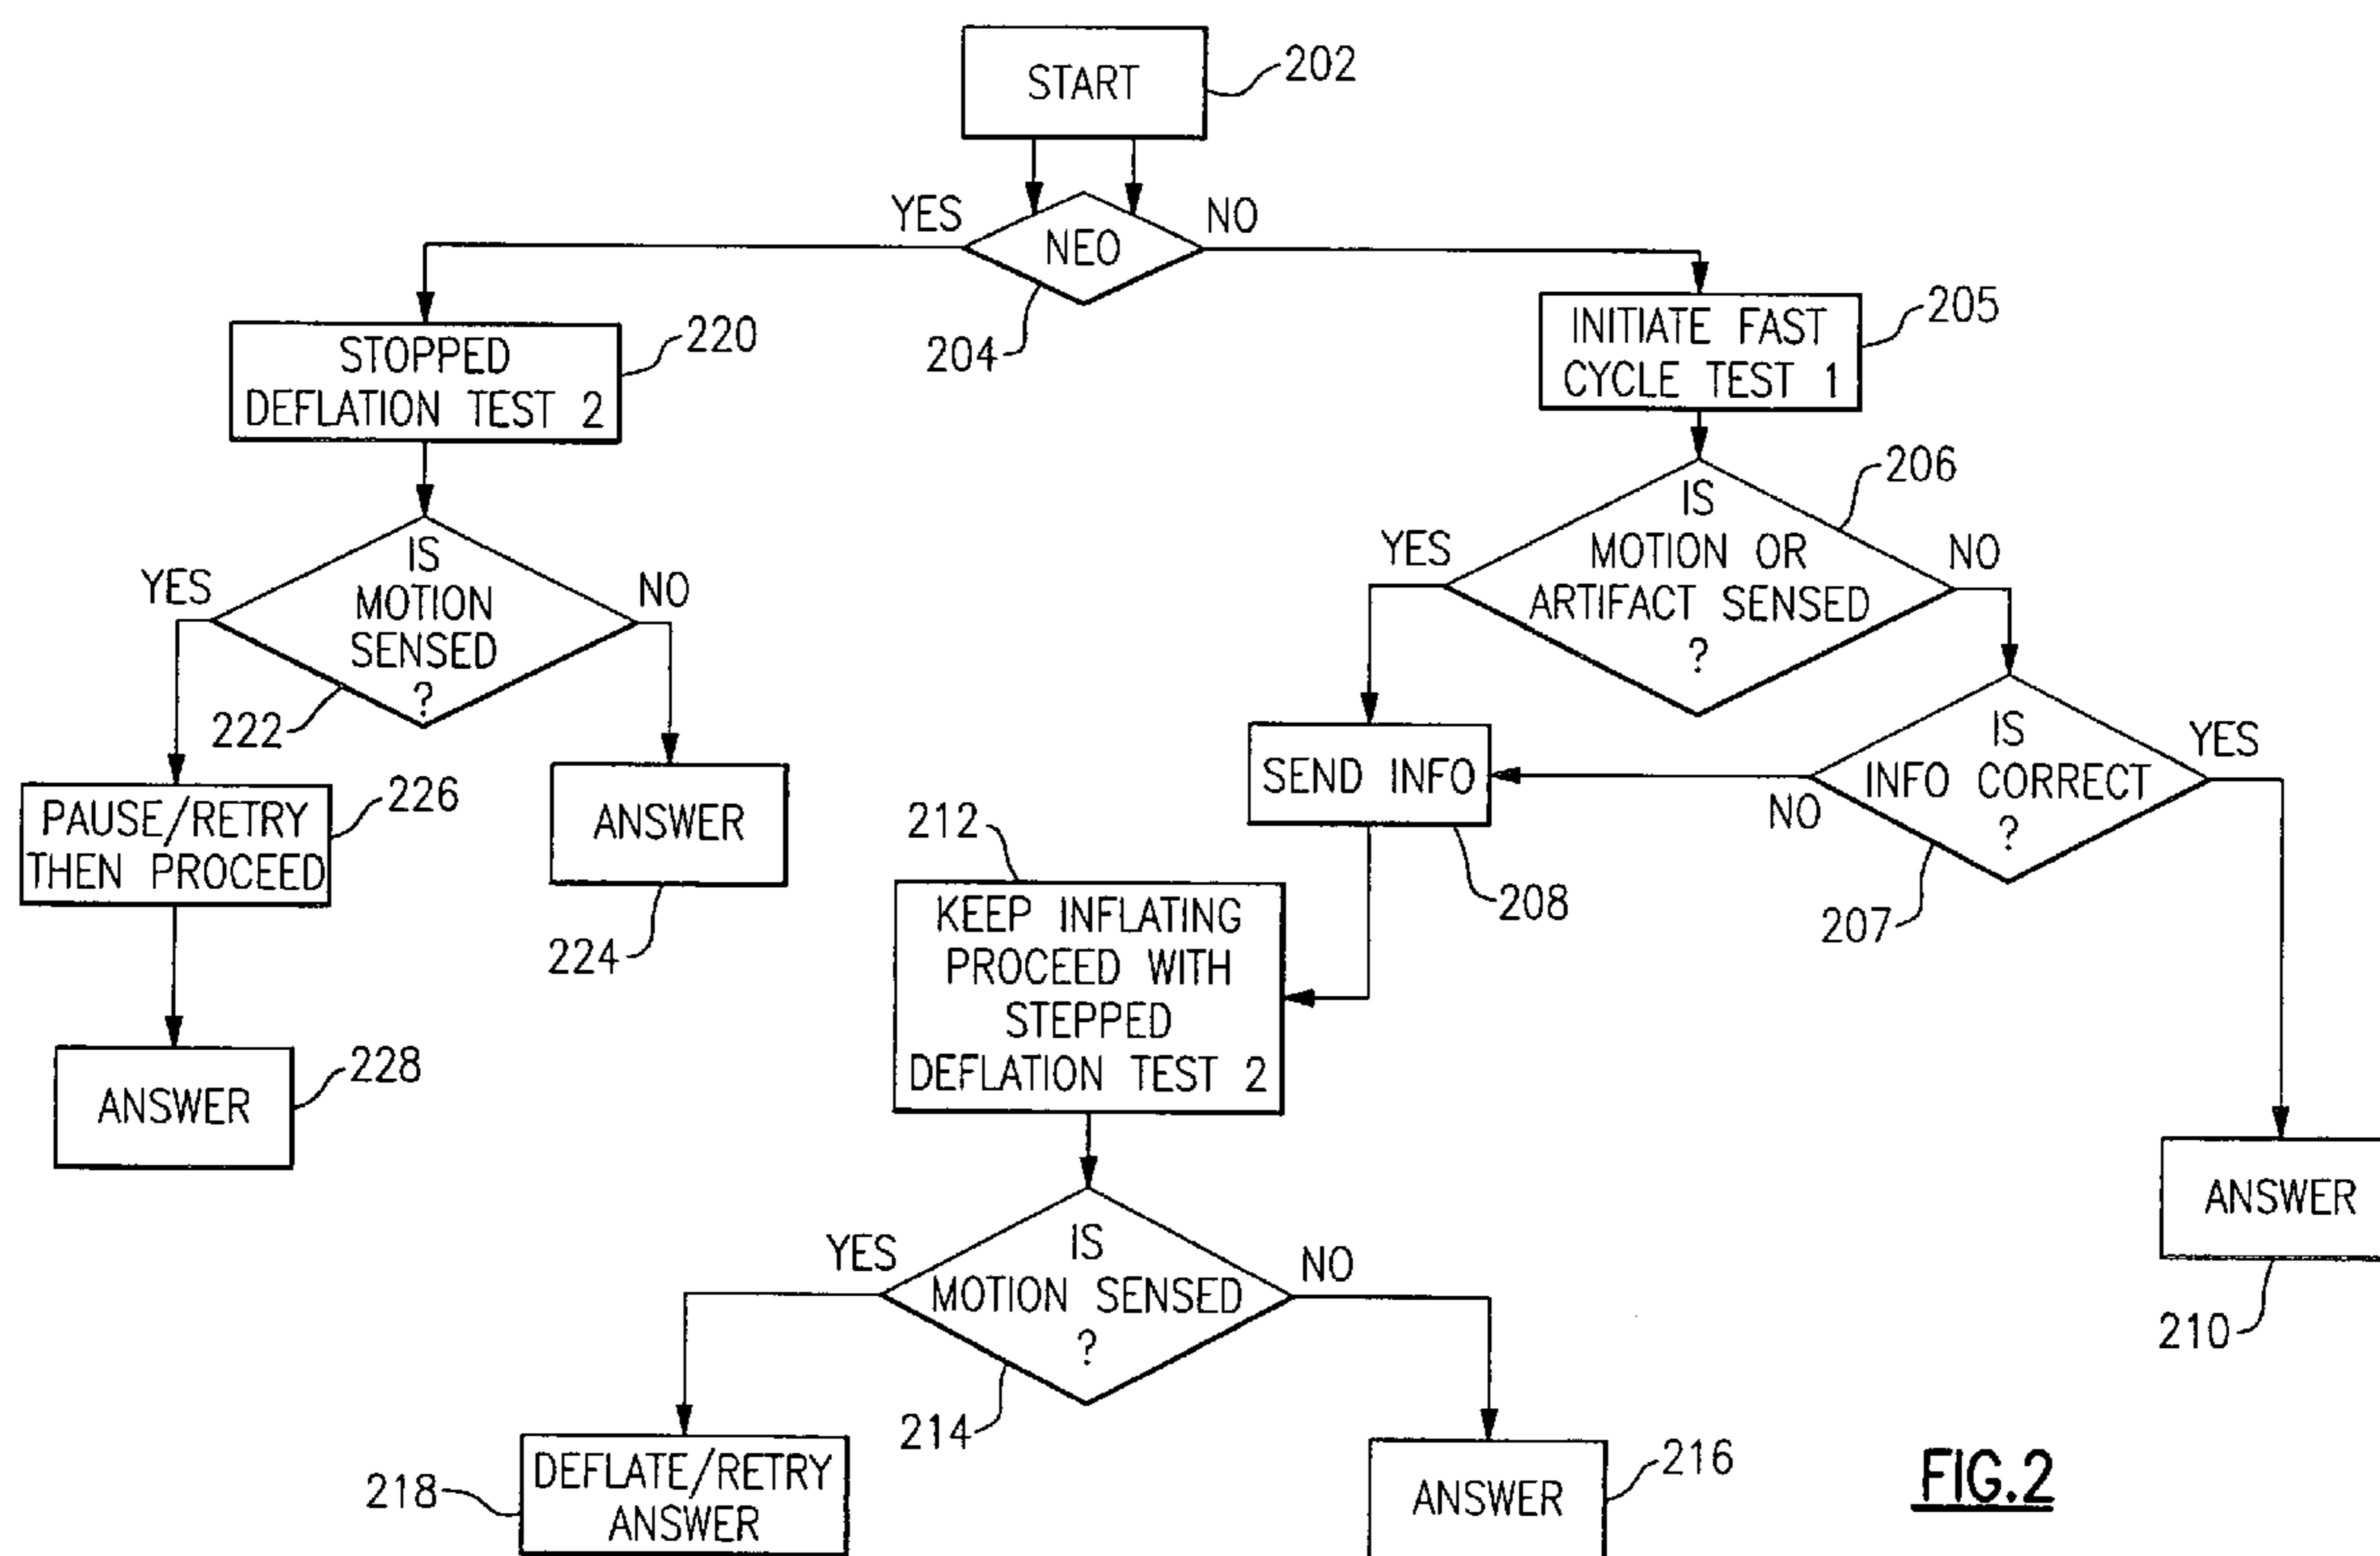 START
202
YES
NEO
NO
204
STOPPED
DEFLATION TEST 2
220
INITIATE FAST
CYCLE TEST 1
205
IS
MOTION
SENSED
?
YES
NO
222
IS
MOTION OR
ARTIFACT SENSED
?
206
YES
NO
PAUSE/RETRY
THEN PROCEED
226
ANSWER
224
ANSWER
228
SEND INFO
208
IS
INFO CORRECT
?
NO
YES
207
212
KEEP INFLATING
PROCEED WITH
STEPPED
DEFLATION TEST 2
ANSWER
210
IS
MOTION SENSED
?
YES
NO
214
218
DEFLATE/RETRY
ANSWER
ANSWER
216
FIG.2